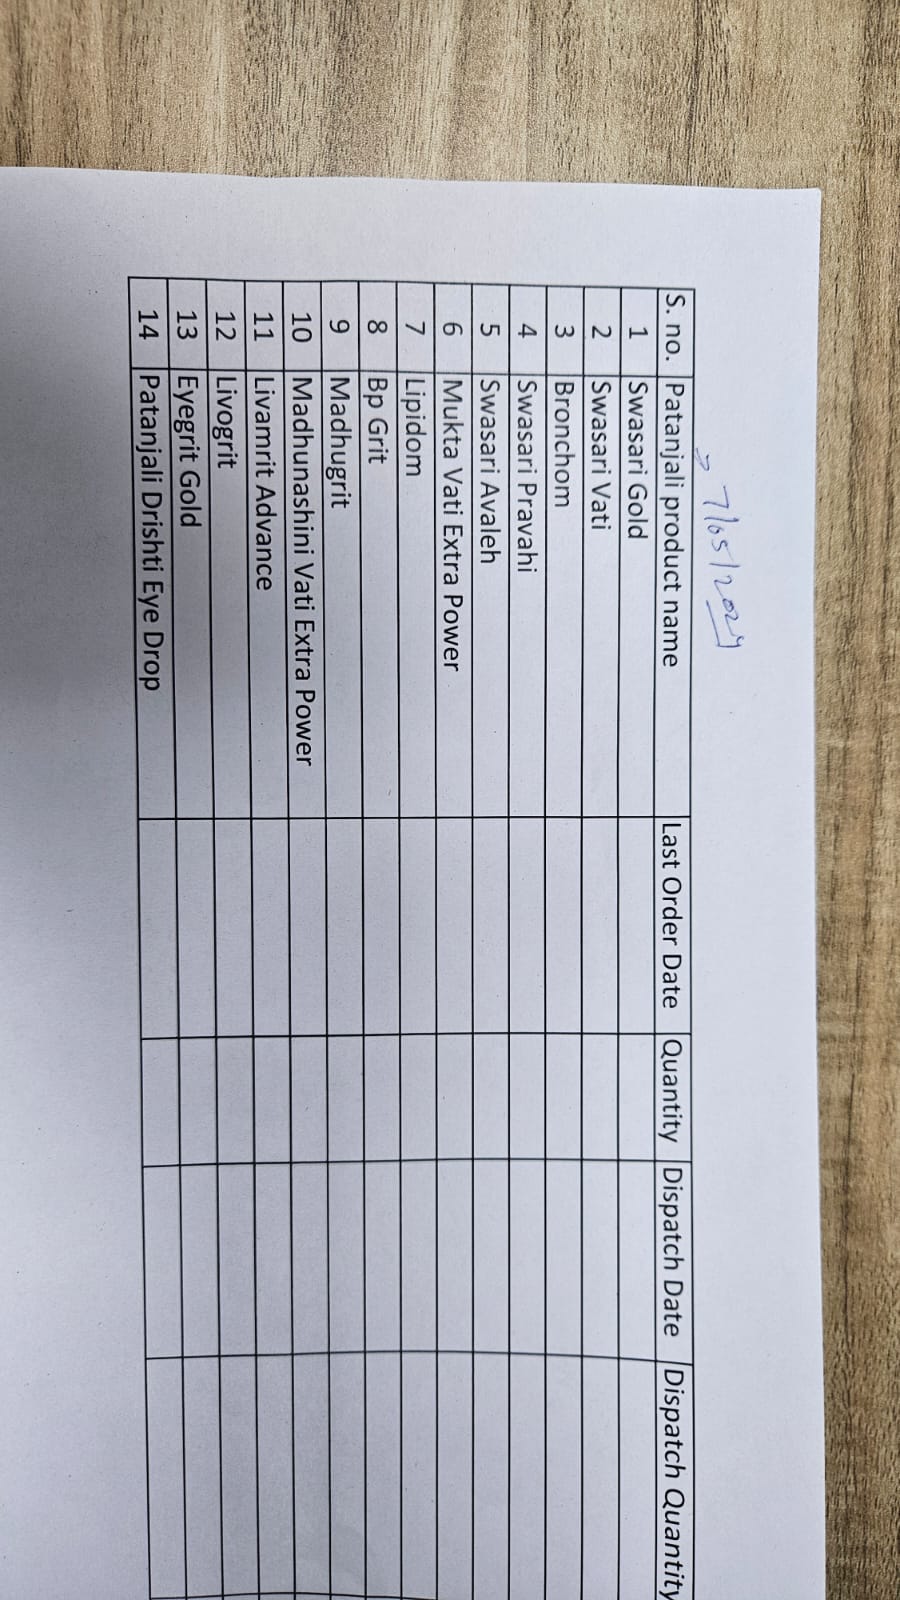 7/05/2024
S. no. Patanjali product name Last Order Date Quantity Dispatch Date Dispatch Quantity
1 Swasari Gold
2 Swasari Vati
3 Bronchom
4 Swasari Pravahi
5 Swasari Avaleh
6 Mukta Vati Extra Power
7 Lipidom
8 Bp Grit
9 Madhugrit
10 Madhunashini Vati Extra Power
11 Livamrit Advance
12 Livogrit
13 Eyegrit Gold
14 Patanjali Drishti Eye Drop